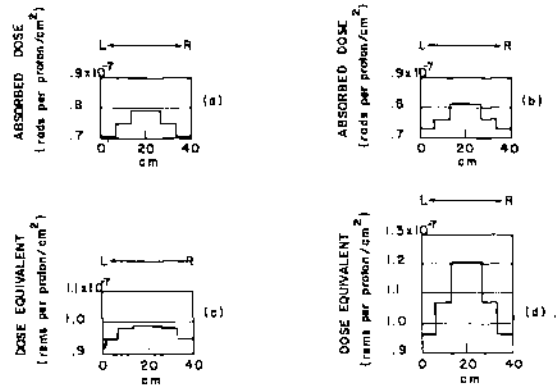 L R
ABSORBED DOSE
(rads per proton/cm²)
.9x10⁻⁷
.8
.7
0 20 40
cm
(a)
L R
ABSORBED DOSE
(rads per proton/cm²)
.9x10⁻⁷
.8
.7
0 20 40
cm
(b)
L R
DOSE EQUIVALENT
(rems per proton/cm²)
1.1x10⁻⁷
1.0
.9
0 20 40
cm
(c)
L R
DOSE EQUIVALENT
(rems per proton/cm²)
1.3x10⁻⁷
1.2
1.1
1.0
.9
0 20 40
cm
(d)